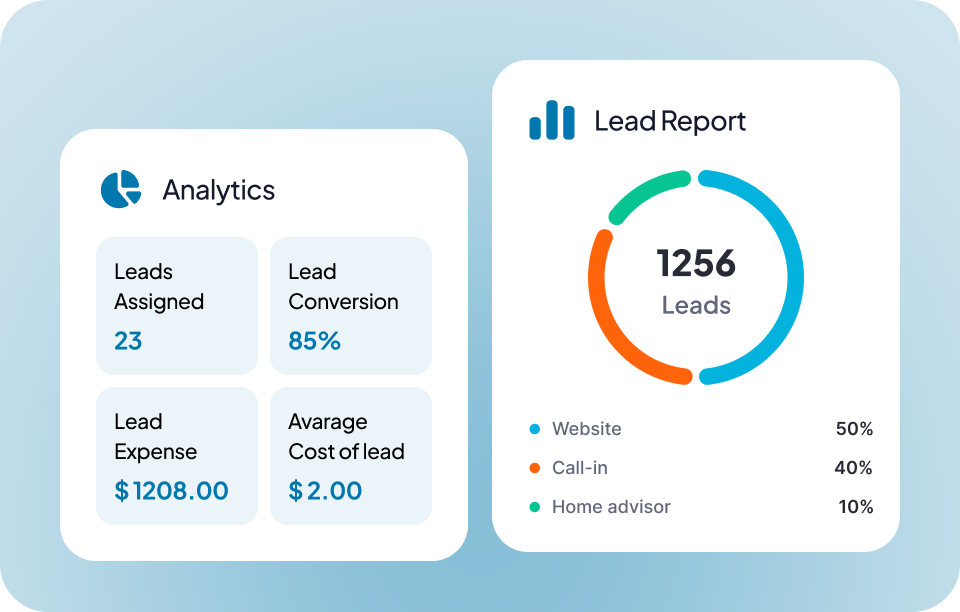 Analytics
Leads
Assigned
23
Lead
Conversion
85%
Lead
Expense
$1208.00
Avarage
Cost of lead
$2.00
Lead Report
1256
Leads
Website 50%
Call-in 40%
Home advisor 10%